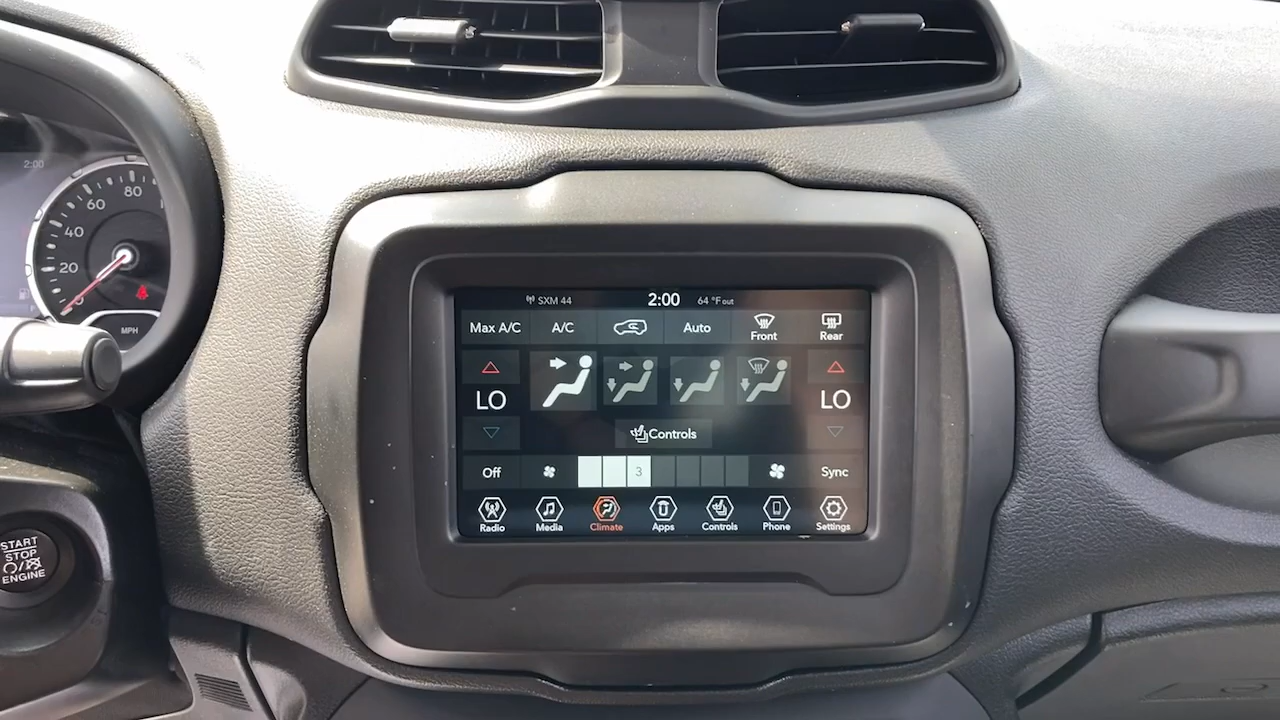 2:00
80
60
40
20
MPH
SXM 44 2:00 64 °F out
Max A/C A/C Auto Front Rear
LO LO
Controls
Off 3 Sync
Radio Media Climate Apps Controls Phone Settings
START
STOP
ENGINE